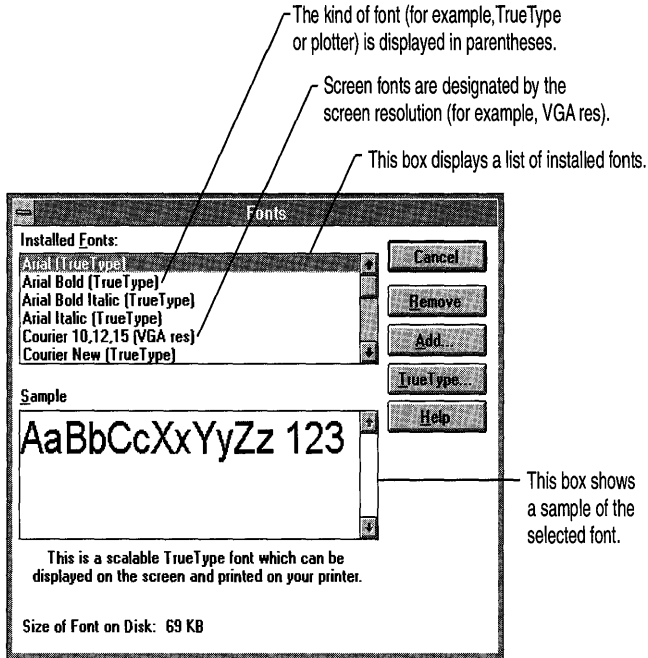 The kind of font (for example,TrueType
or plotter) is displayed in parentheses.
Screen fonts are designated by the
screen resolution (for example, VGA res).
This box displays a list of installed fonts.
Fonts
Installed Fonts:
Arial (TrueType)
Arial Bold (TrueType)
Arial Bold Italic (TrueType)
Arial Italic (TrueType)
Courier 10,12,15 (VGA res)
Courier New (TrueType)
Cancel
Remove
Add...
TrueType...
Help
Sample
AaBbCcXxYyZz 123
This box shows
a sample of the
selected font.
This is a scalable TrueType font which can be
displayed on the screen and printed on your printer.
Size of Font on Disk: 69 KB